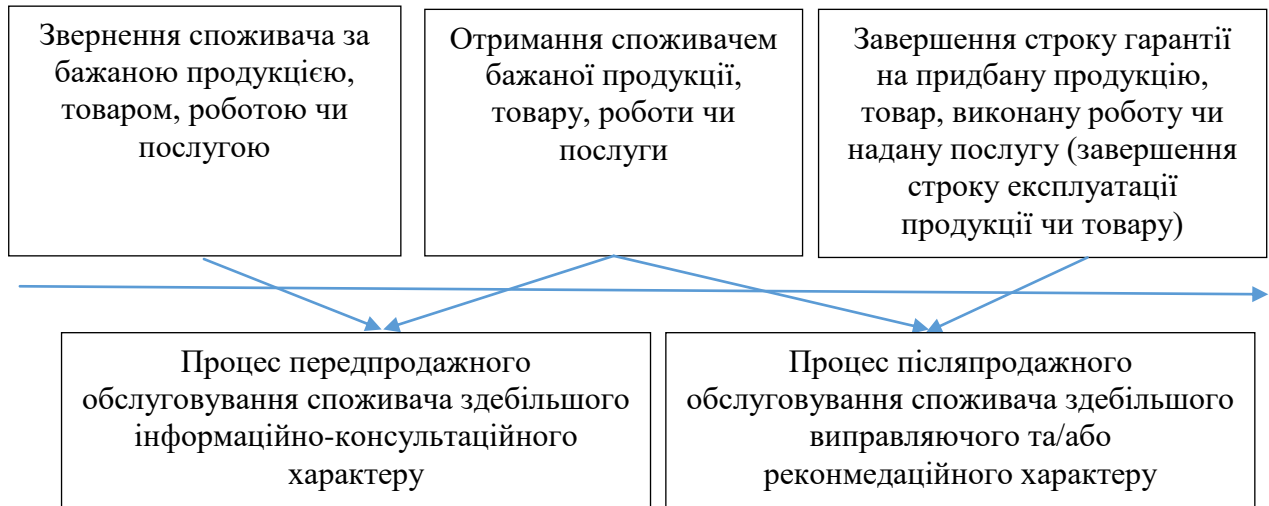 Звернення споживача за
бажаною продукцією,
товаром, роботою чи
послугою
Отримання споживачем
бажаної продукції,
товару, роботи чи
послуги
Завершення строку гарантії
на придбану продукцію,
товар, виконану роботу чи
надану послугу (завершення
строку експлуатації
продукції чи товару)
Процес передпродажного
обслуговування споживача здебільшого
інформаційно-консультаційного
характеру
Процес післяпродажного
обслуговування споживача здебільшого
виправляючого та/або
реконмедаційного характеру